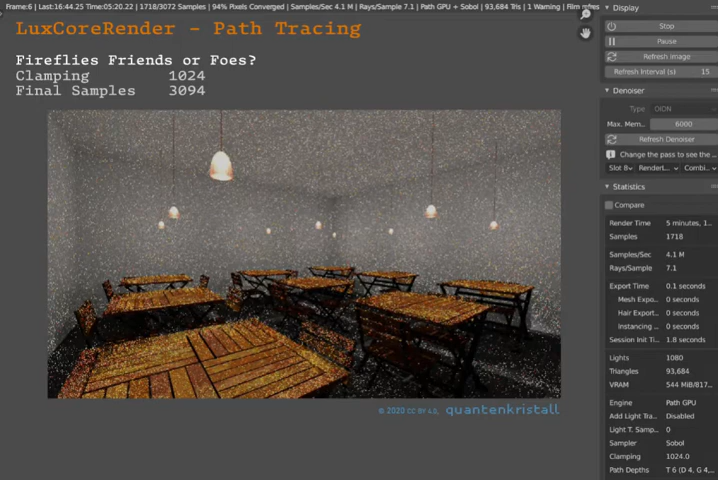 Frame:6 | Last:16:44.25 Time:05:20.22 | 1718/3072 Samples | 94% Pixels Converged | Samples/Sec 4.1 M | Rays/Sample 7.1 | Path GPU + Sobol | 93,684 Tris | 1 Warning | Film refres
LuxCoreRender - Path Tracing
Fireflies Friends or Foes?
Clamping 1024
Final Samples 3094
© 2020 CC BY 4.0, quantenkristall
Display
Stop
Pause
Refresh Image
Refresh Interval (s) 15
Denoiser
Type OIDN
Max. Mem... 6000
Refresh Denoiser
Change the pass to see the
Slot 8 RenderL... Combi...
Statistics
Compare
Render Time 5 minutes, 1...
Samples 1718
Samples/Sec 4.1 M
Rays/Sample 7.1
Export Time 0.1 seconds
Mesh Expo... 0 seconds
Hair Export... 0 seconds
Instancing ... 0 seconds
Session Init Ti... 1.8 seconds
Lights 1080
Triangles 93,684
VRAM 544 MiB/817...
Engine Path GPU
Add Light Tra... Disabled
Light T. Samp... 0
Sampler Sobol
Clamping 1024.0
Path Depths T 6 (D 4, G 4,...